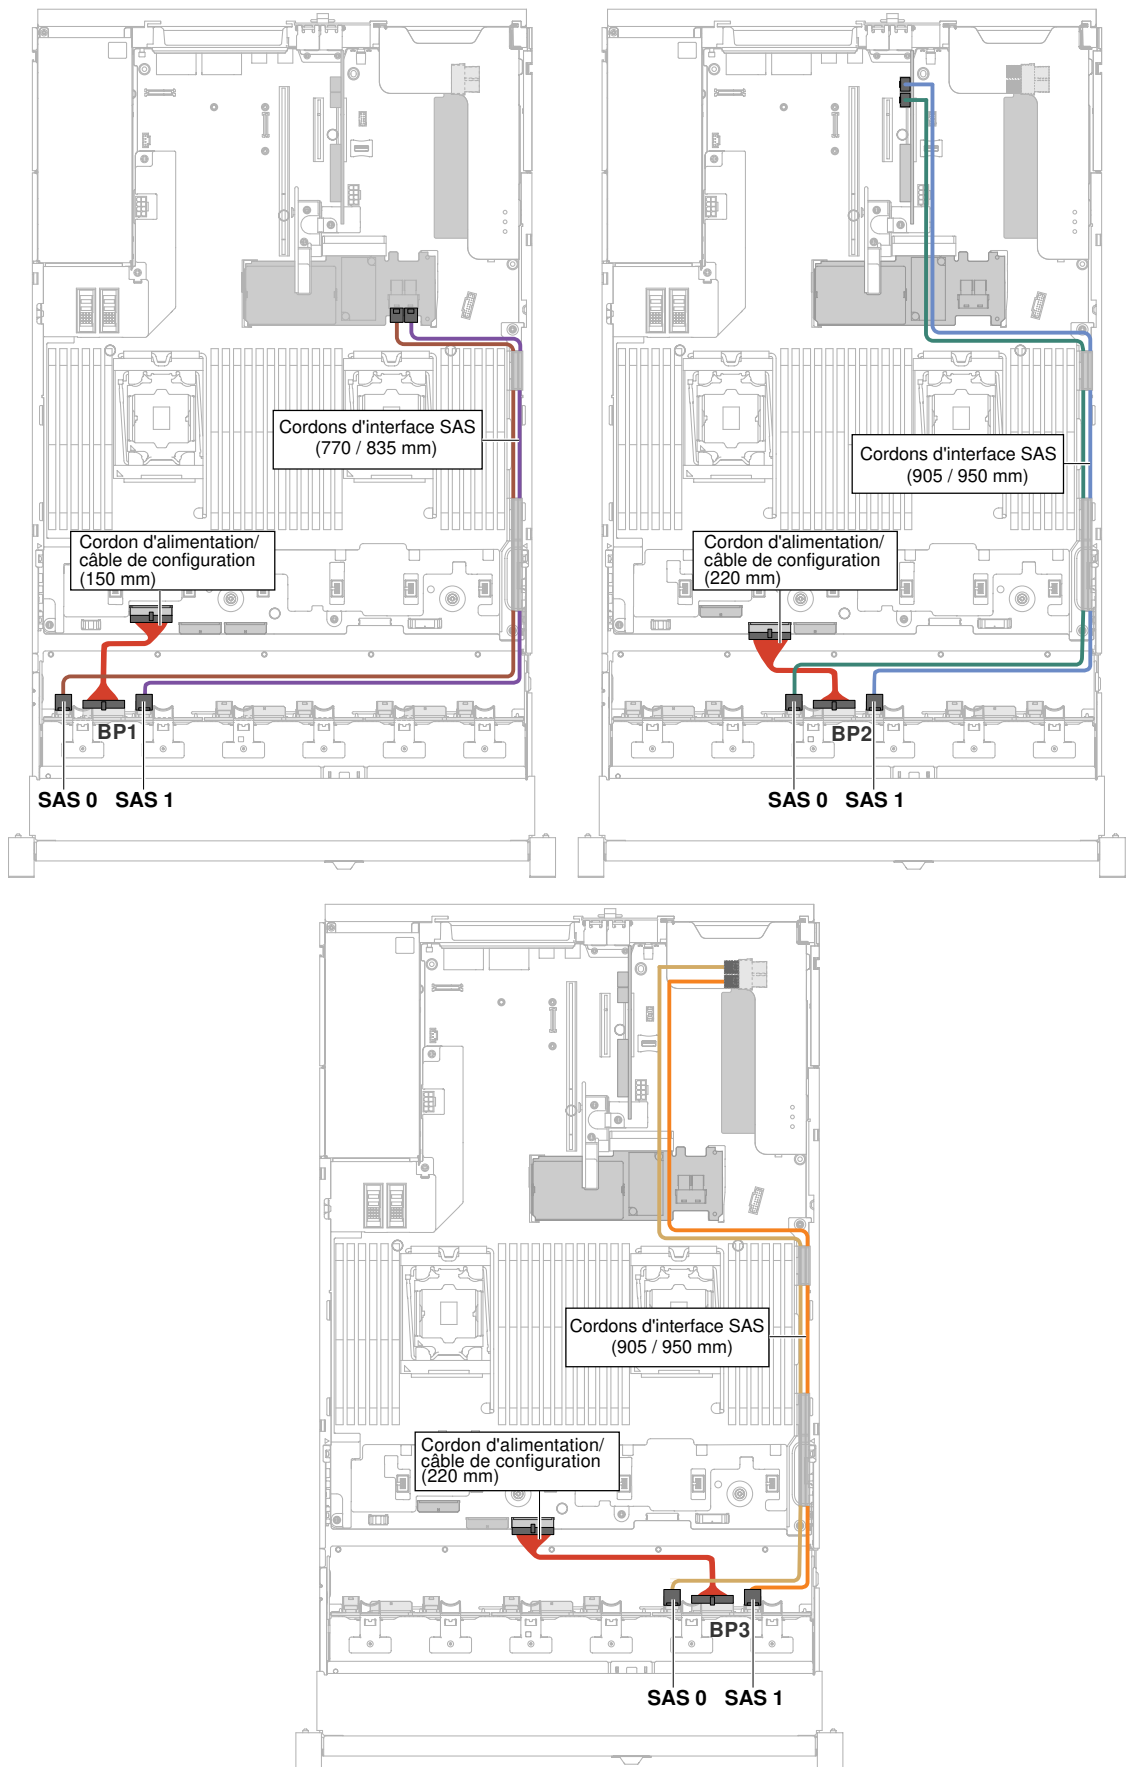 Cordons d'interface SAS
(770 / 835 mm)
Cordon d'alimentation/
câble de configuration
(150 mm)
BP1
SAS 0 SAS 1
Cordons d'interface SAS
(905 / 950 mm)
Cordon d'alimentation/
câble de configuration
(220 mm)
BP2
SAS 0 SAS 1
Cordons d'interface SAS
(905 / 950 mm)
Cordon d'alimentation/
câble de configuration
(220 mm)
BP3
SAS 0 SAS 1